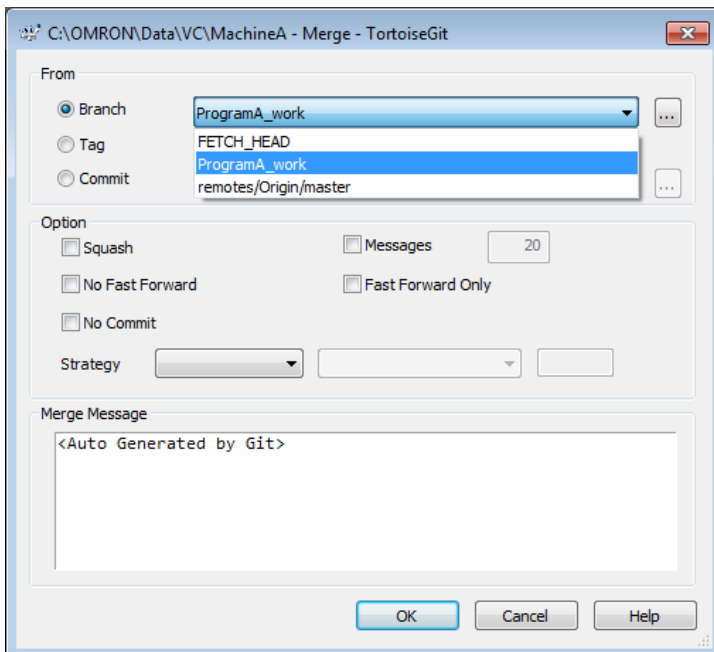 C:\OMRON\Data\VC\MachineA - Merge - TortoiseGit
From
Branch
ProgramA_work
...
Tag
FETCH_HEAD
ProgramA_work
Commit
remotes/Origin/master
...
Option
Squash
Messages
20
No Fast Forward
Fast Forward Only
No Commit
Strategy
Merge Message
<Auto Generated by Git>
OK
Cancel
Help